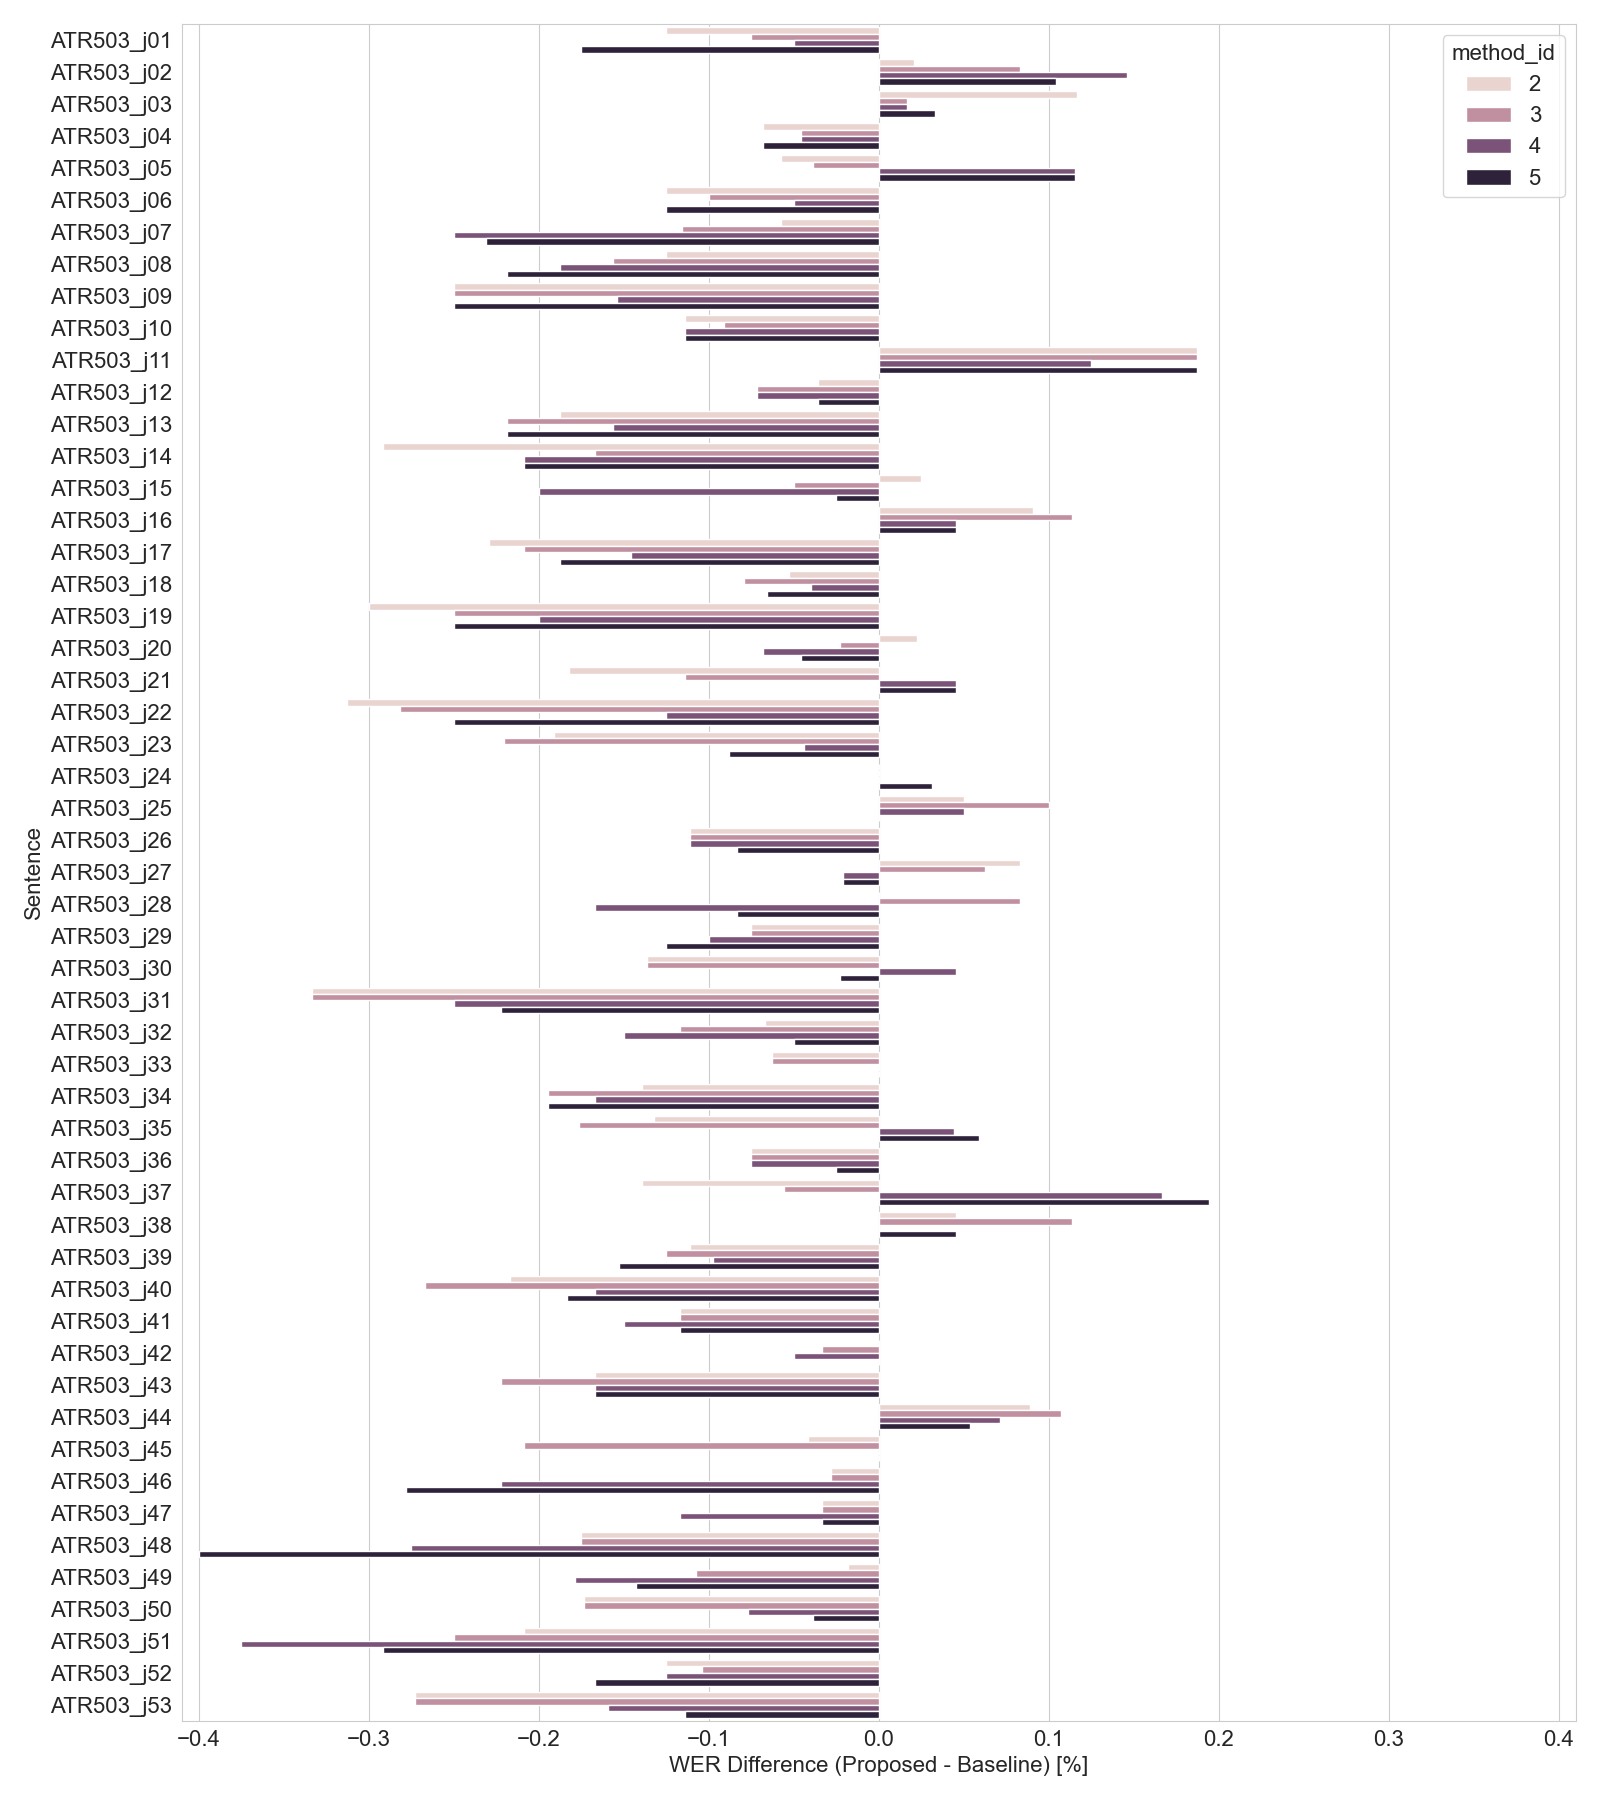 ATR503_j01
ATR503_j02
ATR503_j03
ATR503_j04
ATR503_j05
ATR503_j06
ATR503_j07
ATR503_j08
ATR503_j09
ATR503_j10
ATR503_j11
ATR503_j12
ATR503_j13
ATR503_j14
ATR503_j15
ATR503_j16
ATR503_j17
ATR503_j18
ATR503_j19
ATR503_j20
ATR503_j21
ATR503_j22
ATR503_j23
ATR503_j24
ATR503_j25
ATR503_j26
ATR503_j27
ATR503_j28
ATR503_j29
ATR503_j30
ATR503_j31
ATR503_j32
ATR503_j33
ATR503_j34
ATR503_j35
ATR503_j36
ATR503_j37
ATR503_j38
ATR503_j39
ATR503_j40
ATR503_j41
ATR503_j42
ATR503_j43
ATR503_j44
ATR503_j45
ATR503_j46
ATR503_j47
ATR503_j48
ATR503_j49
ATR503_j50
ATR503_j51
ATR503_j52
ATR503_j53
Sentence
method_id
2
3
4
5
−0.4 −0.3 −0.2 −0.1 0.0 0.1 0.2 0.3 0.4
WER Difference (Proposed - Baseline) [%]